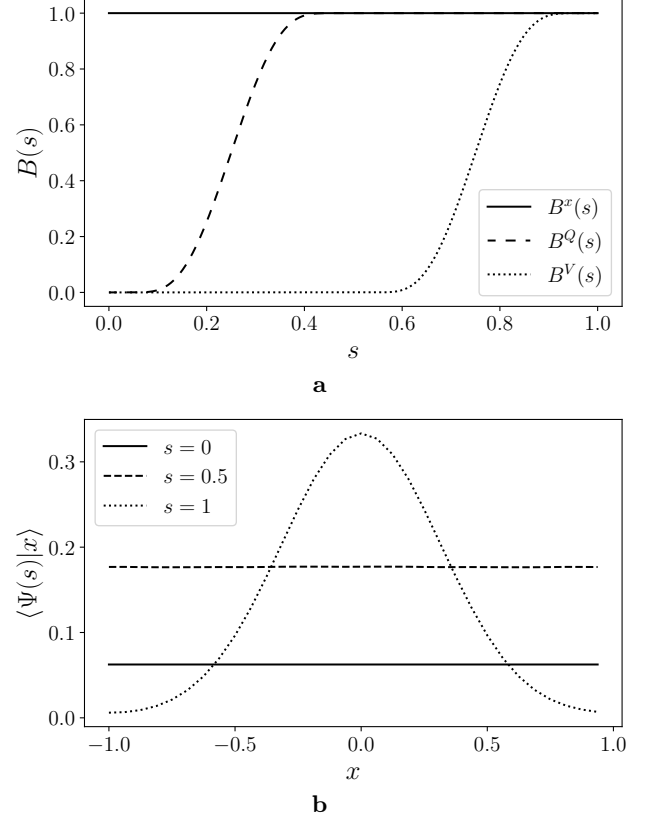 1.0
0.8
0.6
0.4
0.2
0.0
B(s)
B^x(s)
B^Q(s)
B^V(s)
0.0 0.2 0.4 0.6 0.8 1.0
s
a
0.3
0.2
0.1
0.0
⟨Ψ(s)|x⟩
s = 0
s = 0.5
s = 1
−1.0 −0.5 0.0 0.5 1.0
x
b